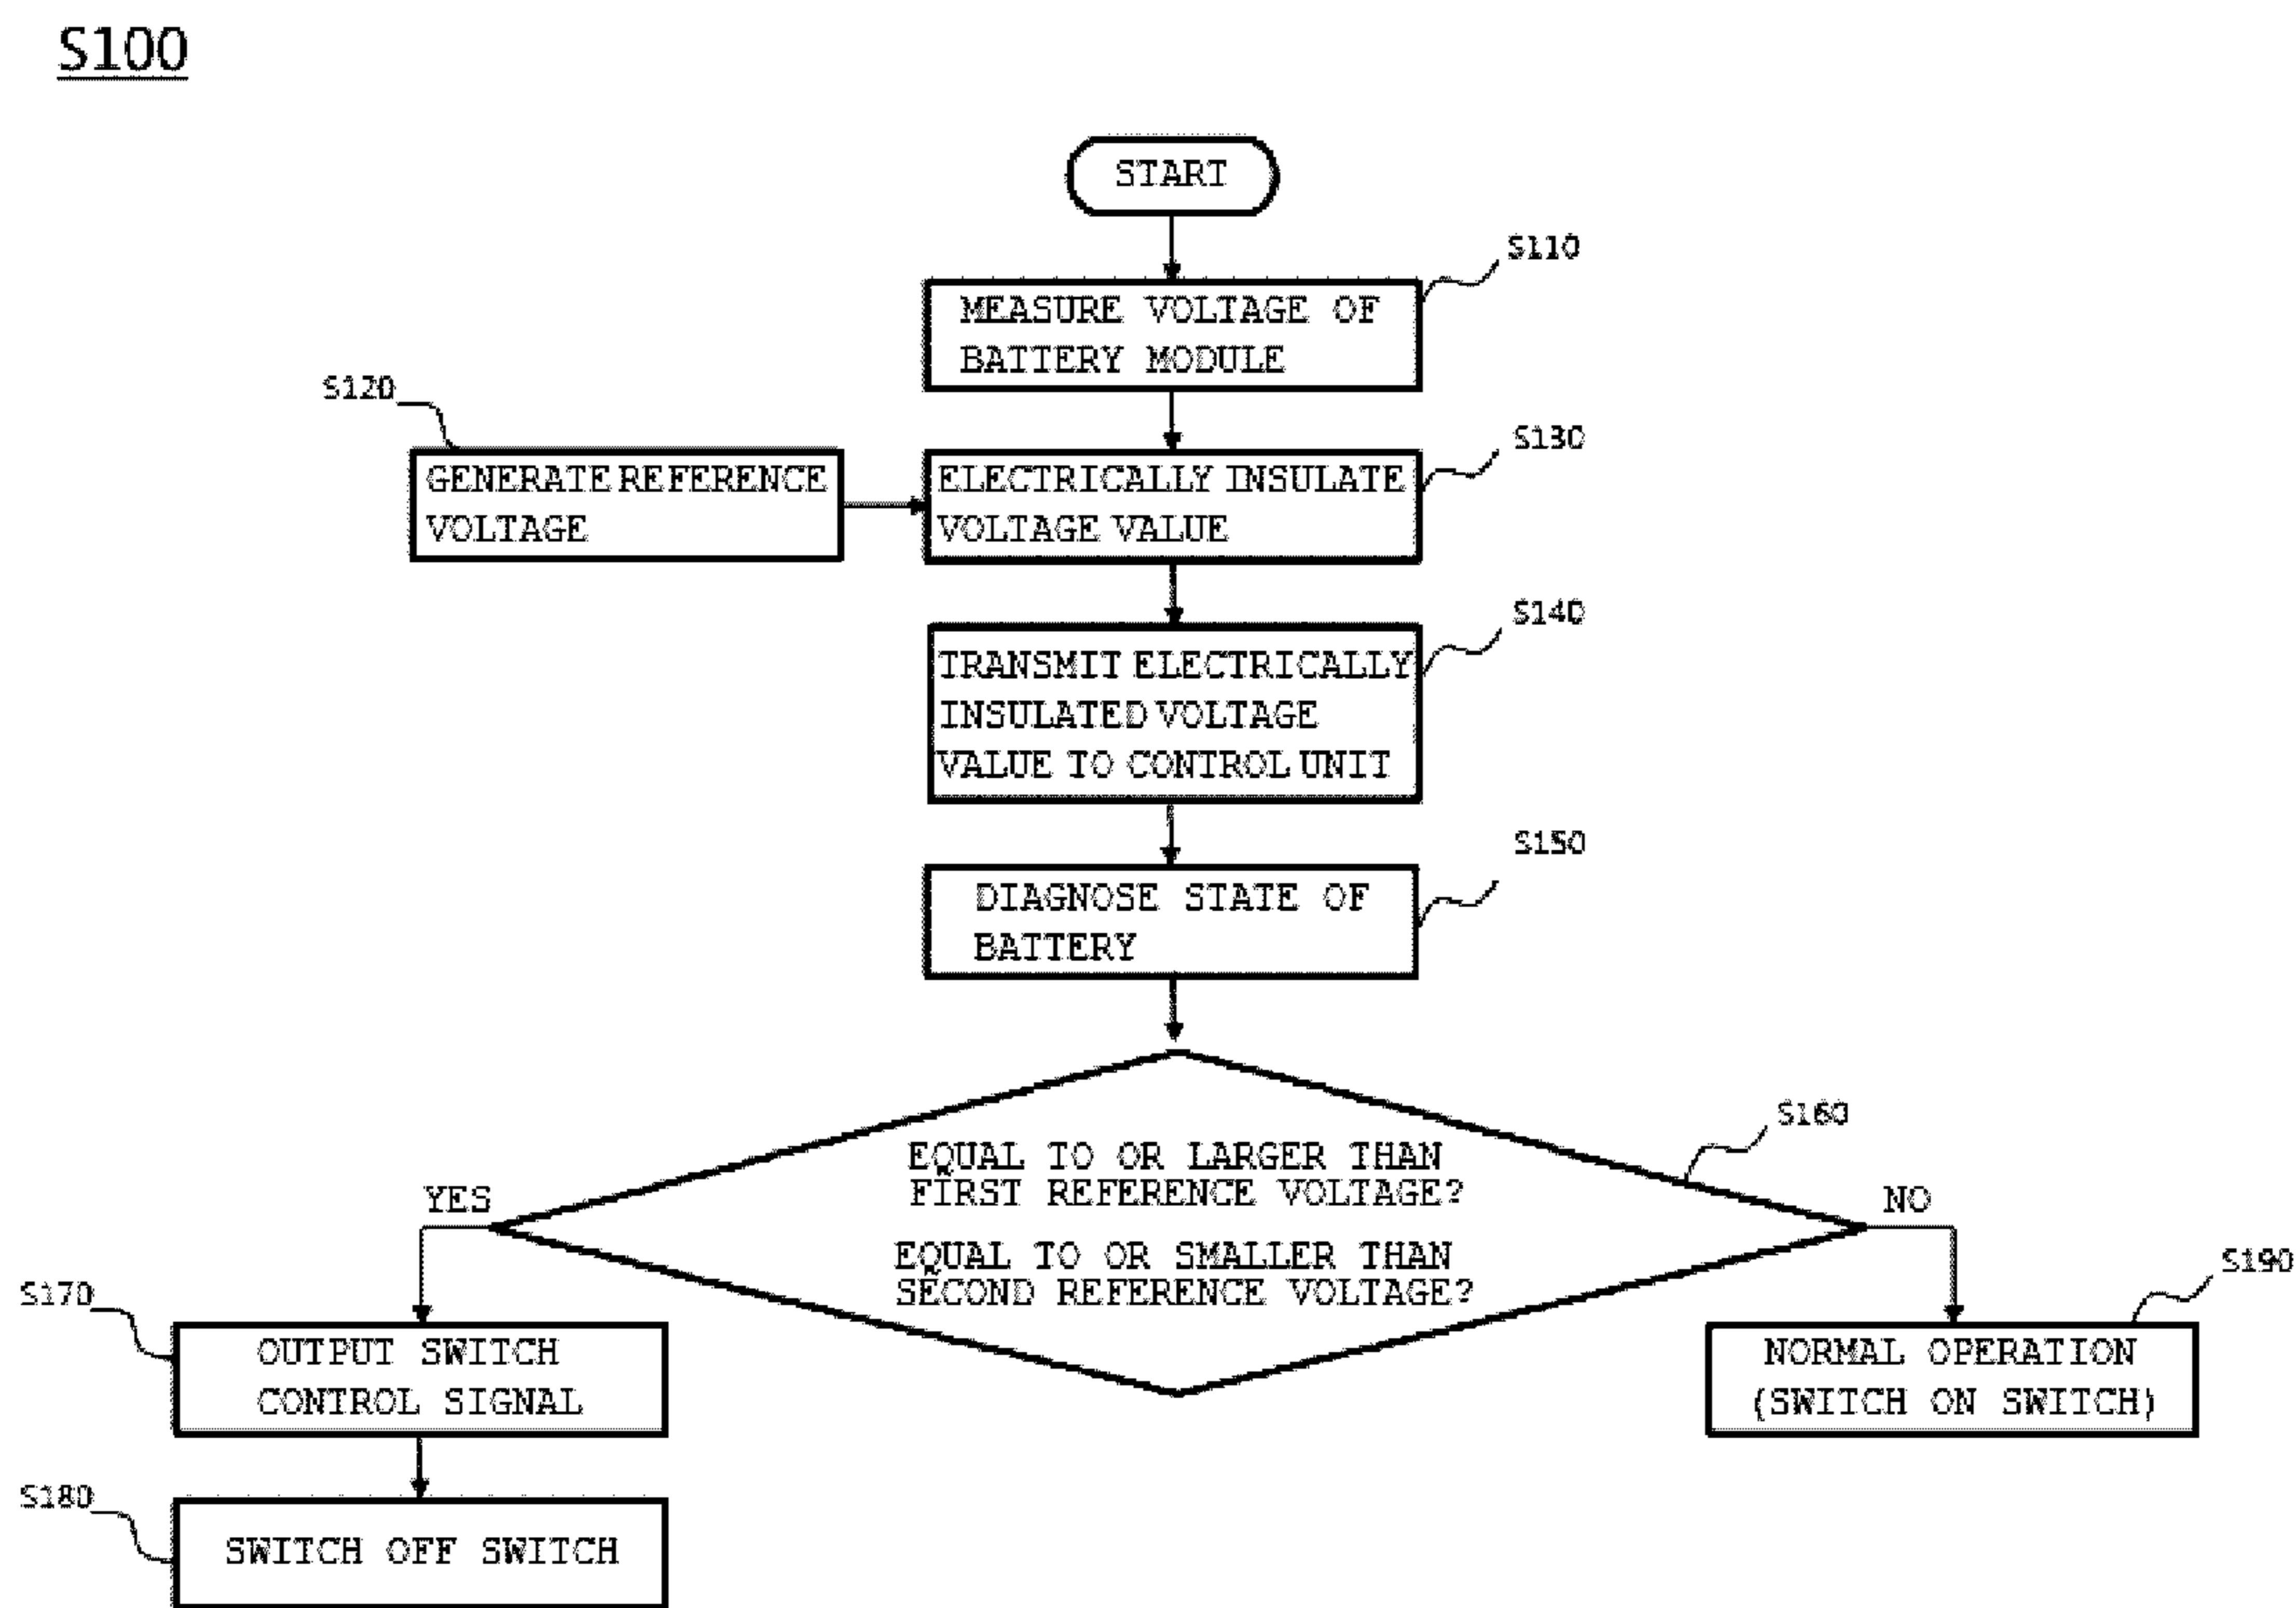 S100
START
S110
MEASURE VOLTAGE OF
BATTERY MODULE
S120
GENERATE REFERENCE
VOLTAGE
S130
ELECTRICALLY INSULATE
VOLTAGE VALUE
S140
TRANSMIT ELECTRICALLY
INSULATED VOLTAGE
VALUE TO CONTROL UNIT
S150
DIAGNOSE STATE OF
BATTERY
S160
EQUAL TO OR LARGER THAN
FIRST REFERENCE VOLTAGE?
EQUAL TO OR SMALLER THAN
SECOND REFERENCE VOLTAGE?
YES
NO
S170
OUTPUT SWITCH
CONTROL SIGNAL
S190
NORMAL OPERATION
(SWITCH ON SWITCH)
S180
SWITCH OFF SWITCH